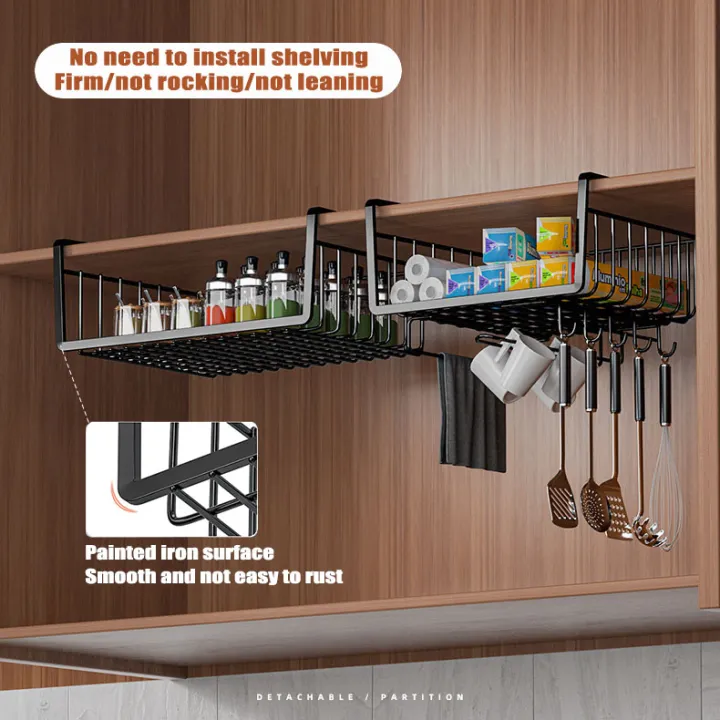 No need to install shelving
Firm/not rocking/not leaning
Painted iron surface
Smooth and not easy to rust
DETACHABLE / PARTITION